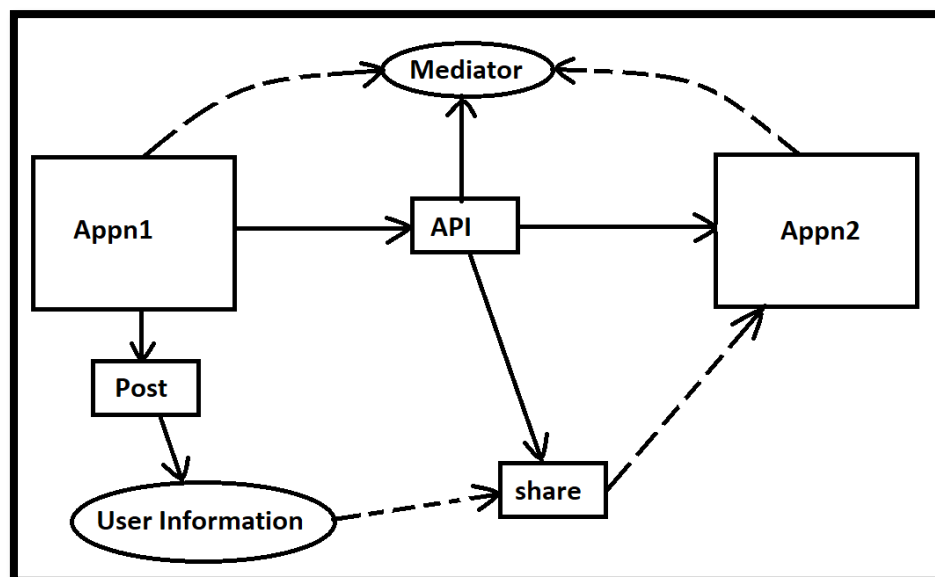 Mediator
Appn1
API
Appn2
Post
share
User Information